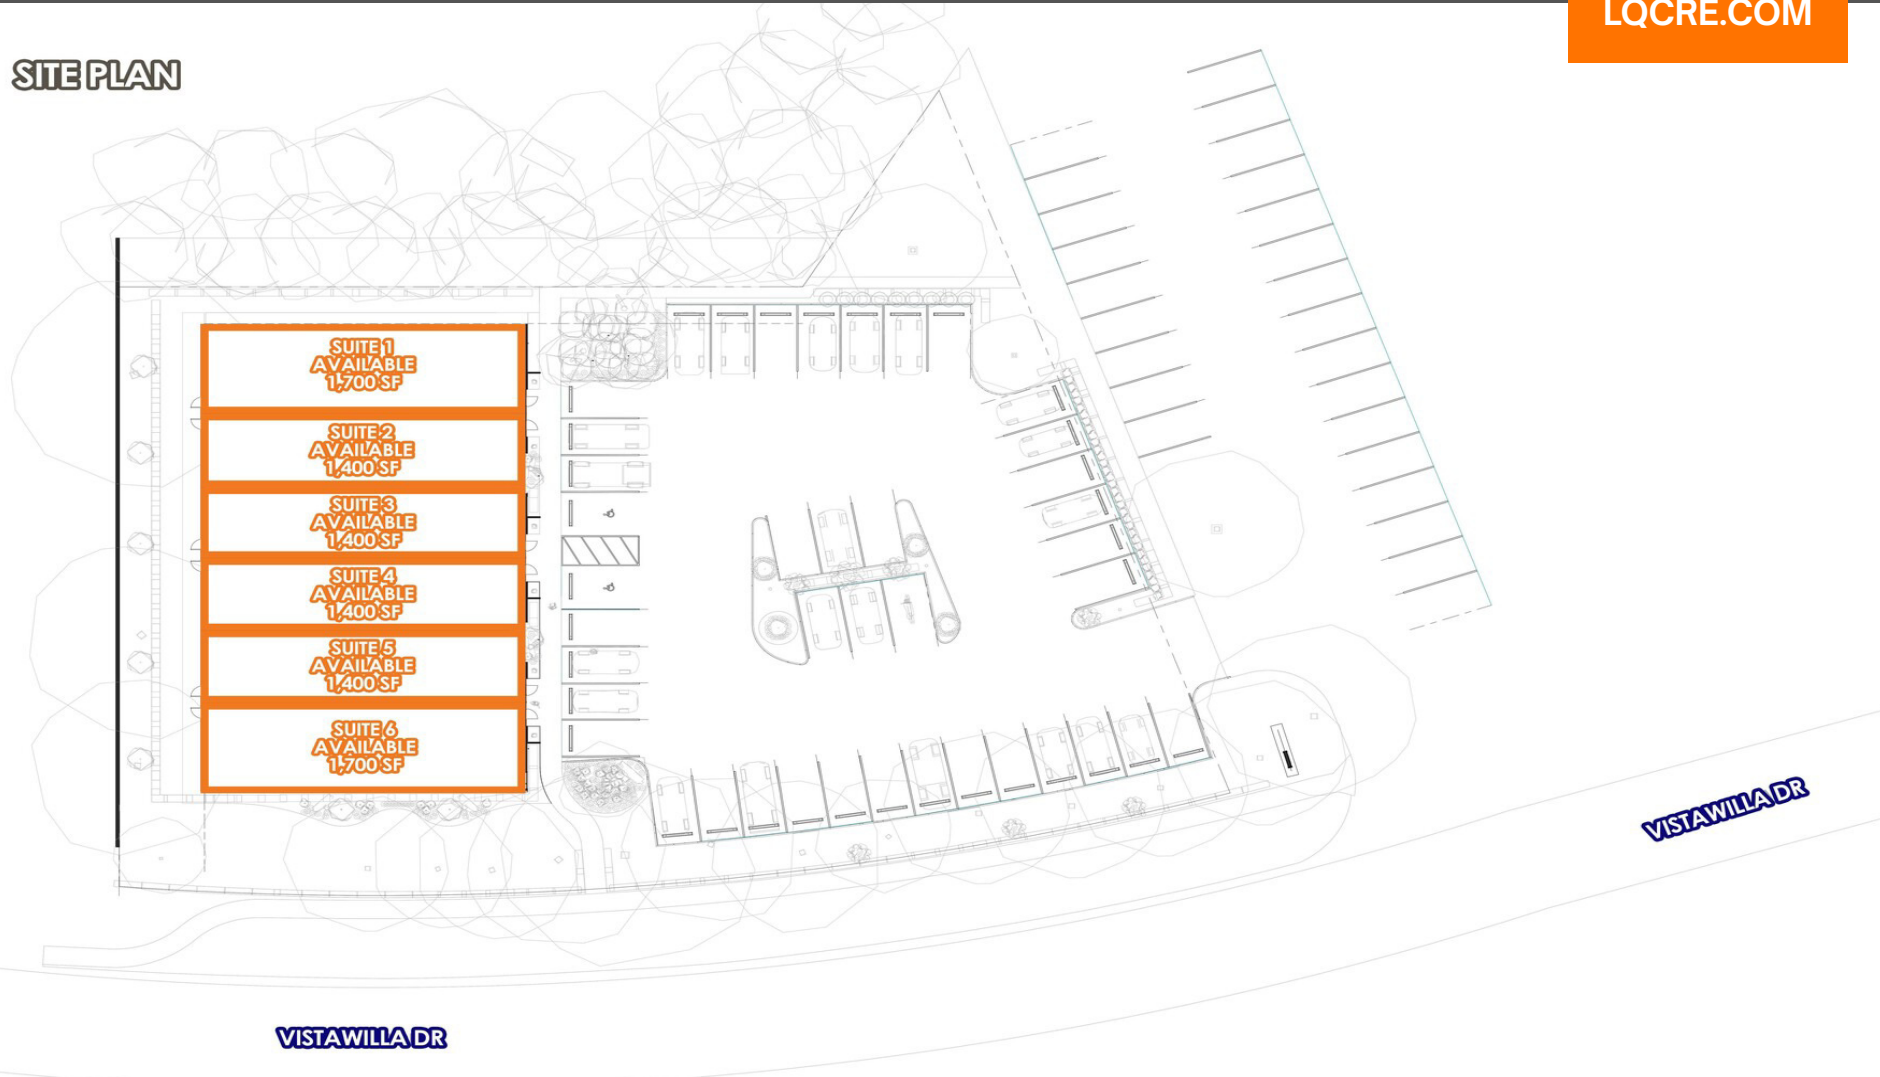 LQCRE.COM
SITE PLAN
SUITE 1
AVAILABLE
1,700 SF
SUITE 2
AVAILABLE
1,400 SF
SUITE 3
AVAILABLE
1,400 SF
SUITE 4
AVAILABLE
1,400 SF
SUITE 5
AVAILABLE
1,400 SF
SUITE 6
AVAILABLE
1,700 SF
VISTAWILLA DR
VISTAWILLA DR